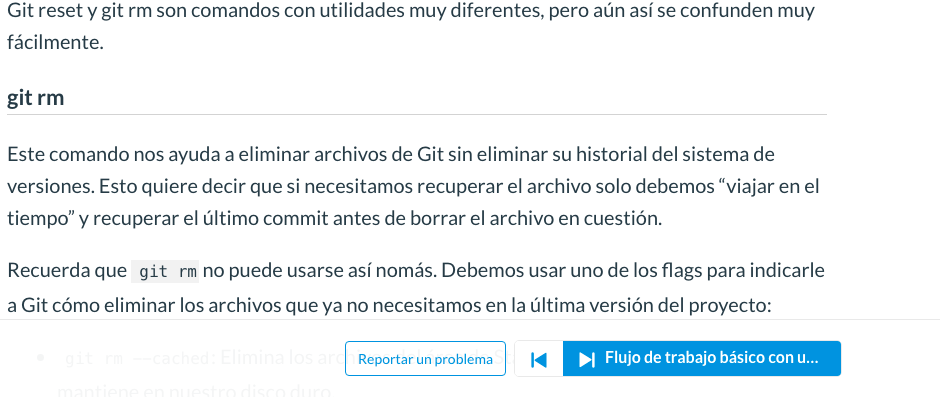 Git reset y git rm son comandos con utilidades muy diferentes, pero aún así se confunden muy
fácilmente.
git rm
Este comando nos ayuda a eliminar archivos de Git sin eliminar su historial del sistema de
versiones. Esto quiere decir que si necesitamos recuperar el archivo solo debemos “viajar en el
tiempo” y recuperar el último commit antes de borrar el archivo en cuestión.
Recuerda que git rm no puede usarse así nomás. Debemos usar uno de los flags para indicarle
a Git cómo eliminar los archivos que ya no necesitamos en la última versión del proyecto:
git rm —cached: Elimina los
Reportar un problema
Flujo de trabajo básico con u...
mantiene en nuestro disco duro.